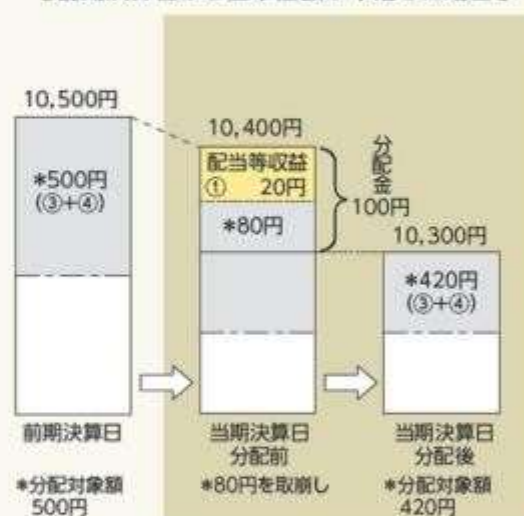 10,500円
*500円
(③+④)
10,400円
配当等収益
① 20円
*80円
分配金
100円
10,300円
*420円
(③+④)
前期決算日
当期決算日
分配前
当期決算日
分配後
*分配対象額
500円
*80円を取崩し
*分配対象額
420円